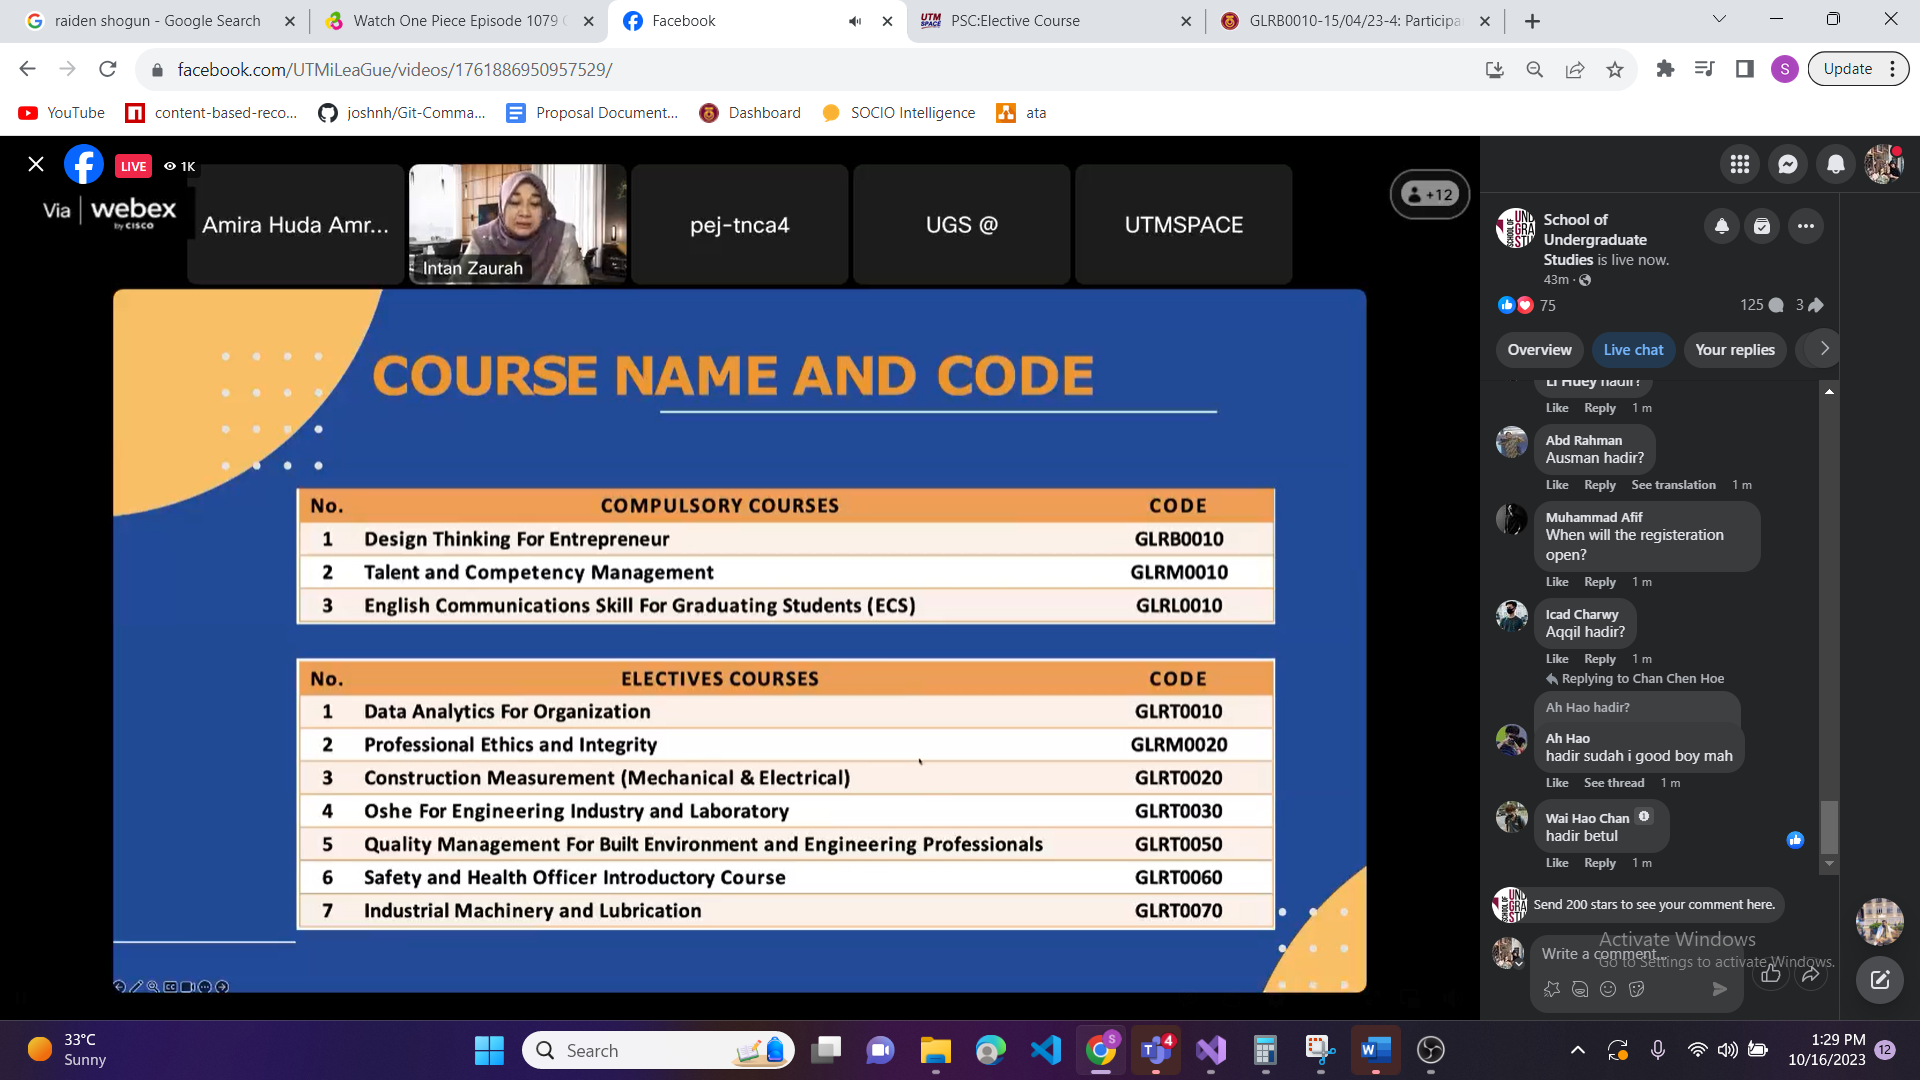 raiden shogun - Google Search
Watch One Piece Episode 1079
Facebook
PSC:Elective Course
GLRB0010-15/04/23-4: Participa
facebook.com/UTMiLeaGue/videos/1761886950957529/
S
Update
YouTube
content-based-reco...
joshnh/Git-Comma...
Proposal Document...
Dashboard
SOCIO Intelligence
ata
LIVE
1K
Via
webex
by CISCO
Amira Huda Amr...
Intan Zaurah
pej-tnca4
UGS @
UTMSPACE
+12
COURSE NAME AND CODE
No. COMPULSORY COURSES CODE
1 Design Thinking For Entrepreneur GLRB0010
2 Talent and Competency Management GLRM0010
3 English Communications Skill For Graduating Students (ECS) GLRL0010
No. ELECTIVES COURSES CODE
1 Data Analytics For Organization GLRT0010
2 Professional Ethics and Integrity GLRM0020
3 Construction Measurement (Mechanical & Electrical) GLRT0020
4 Oshe For Engineering Industry and Laboratory GLRT0030
5 Quality Management For Built Environment and Engineering Professionals GLRT0050
6 Safety and Health Officer Introductory Course GLRT0060
7 Industrial Machinery and Lubrication GLRT0070
School of
Undergraduate
Studies is live now.
43m
75
125
3
Overview
Live chat
Your replies
Li Huey hadir?
Like Reply 1 m
Abd Rahman
Ausman hadir?
Like Reply See translation 1 m
Muhammad Afif
When will the registeration
open?
Like Reply 1 m
Icad Charwy
Aqqil hadir?
Like Reply 1 m
Replying to Chan Chen Hoe
Ah Hao hadir?
Ah Hao
hadir sudah i good boy mah
Like See thread 1 m
Wai Hao Chan
hadir betul
Like Reply 1 m
Send 200 stars to see your comment here.
Write a comment...
Activate Windows
Go to Settings to activate Windows.
33°C
Sunny
Search
S
4
1:29 PM
10/16/2023
12